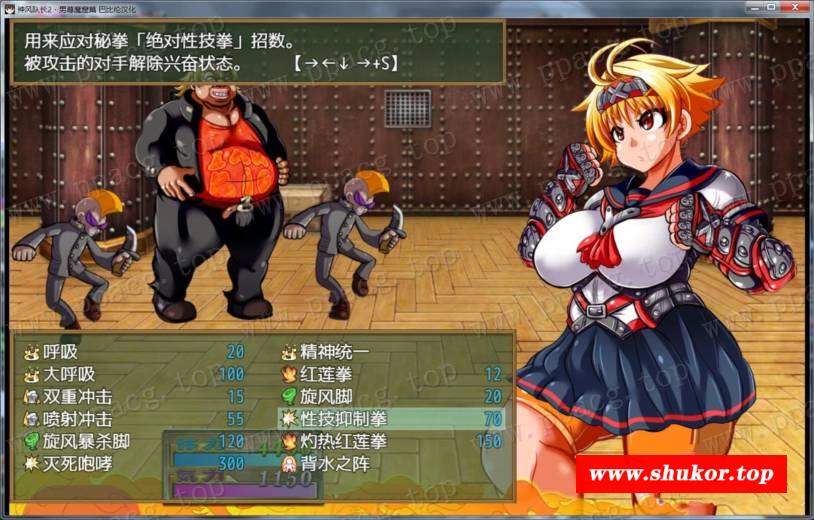 神风队长2·男尊魔窟篇 巴比伦汉化
用来应对秘拳「绝对性技拳」招数。
被攻击的对手解除兴奋状态。 【→←↓→+S】
呼吸 20 精神统一
大呼吸 100 红莲拳 12
双重冲击 15 旋风脚 20
喷射冲击 55 性技抑制拳 70
旋风暴杀脚 120 灼热红莲拳 150
灭死咆哮 300 背水之阵
1150
www.shukor.top
www.ppacg.top